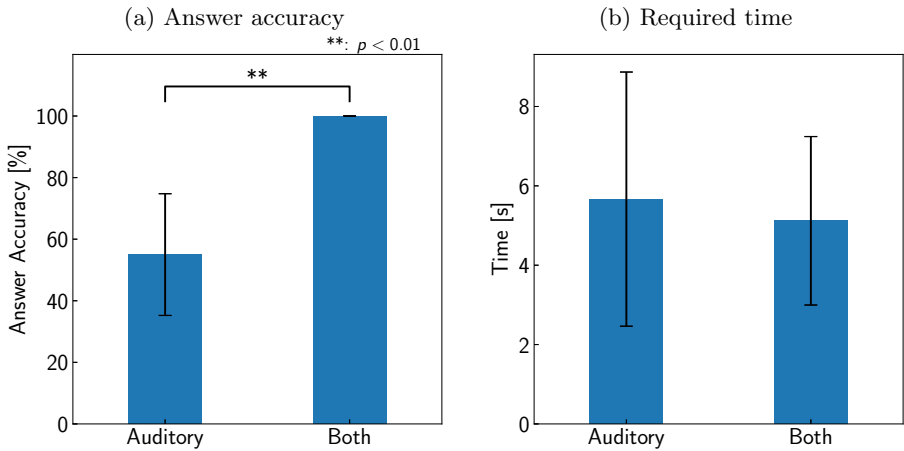 (a) Answer accuracy
**: p < 0.01
**
Answer Accuracy [%]
100
80
60
40
20
0
Auditory
Both
(b) Required time
Time [s]
8
6
4
2
0
Auditory
Both